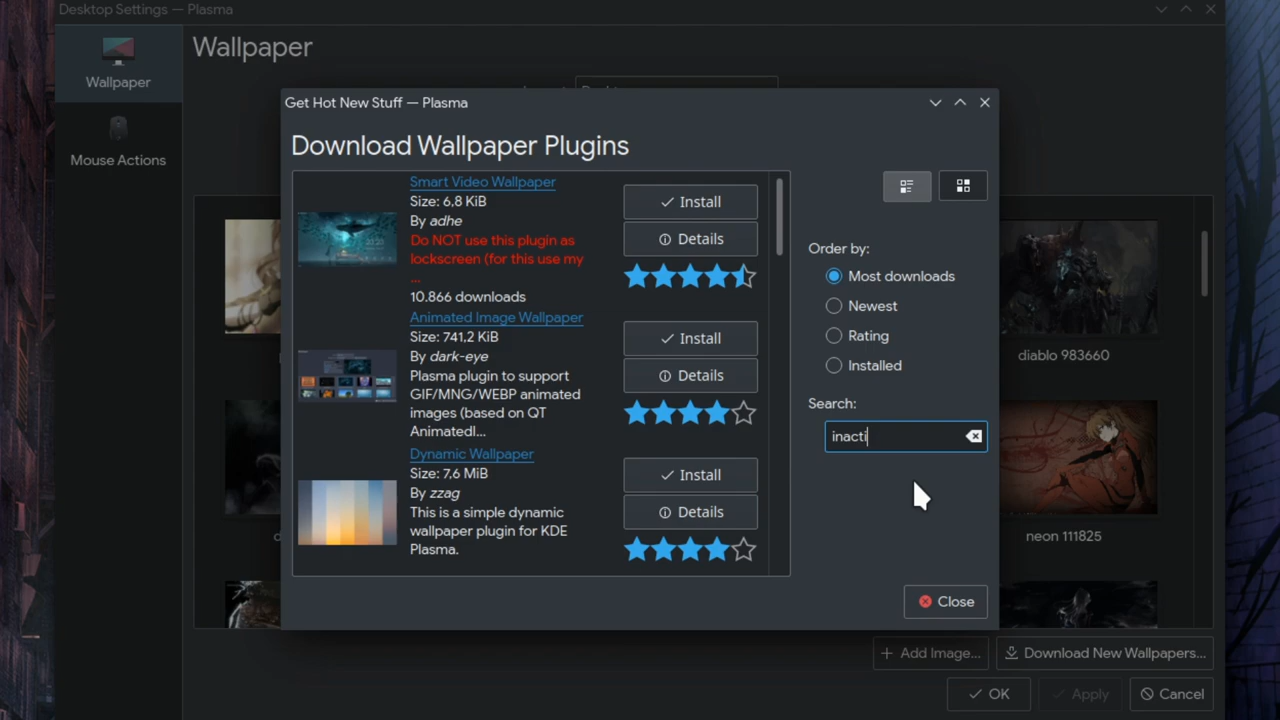 Desktop Settings — Plasma
Wallpaper
Wallpaper
Mouse Actions
Get Hot New Stuff — Plasma
Download Wallpaper Plugins
Smart Video Wallpaper
Size: 6,8 KiB
By adhe
Do NOT use this plugin as
lockscreen (for this use my
...
10.866 downloads
Install
Details
Animated Image Wallpaper
Size: 741,2 KiB
By dark-eye
Plasma plugin to support
GIF/MNG/WEBP animated
images (based on QT
AnimatedI...
Install
Details
Dynamic Wallpaper
Size: 7,6 MiB
By zzag
This is a simple dynamic
wallpaper plugin for KDE
Plasma.
Install
Details
Order by:
Most downloads
Newest
Rating
Installed
Search:
inacti
Close
diablo 983660
neon 111825
Add Image...
Download New Wallpapers...
OK
Apply
Cancel